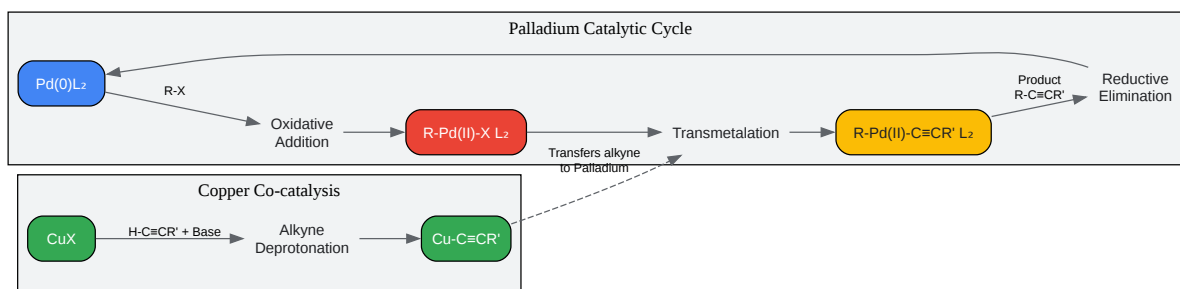 Palladium Catalytic Cycle
Pd(0)L₂
R-X
Oxidative
Addition
R-Pd(II)-X L₂
Transmetalation
R-Pd(II)-C≡CR' L₂
Product
R-C≡CR'
Reductive
Elimination
Transfers alkyne
to Palladium
Copper Co-catalysis
CuX
H-C≡CR' + Base
Alkyne
Deprotonation
Cu-C≡CR'